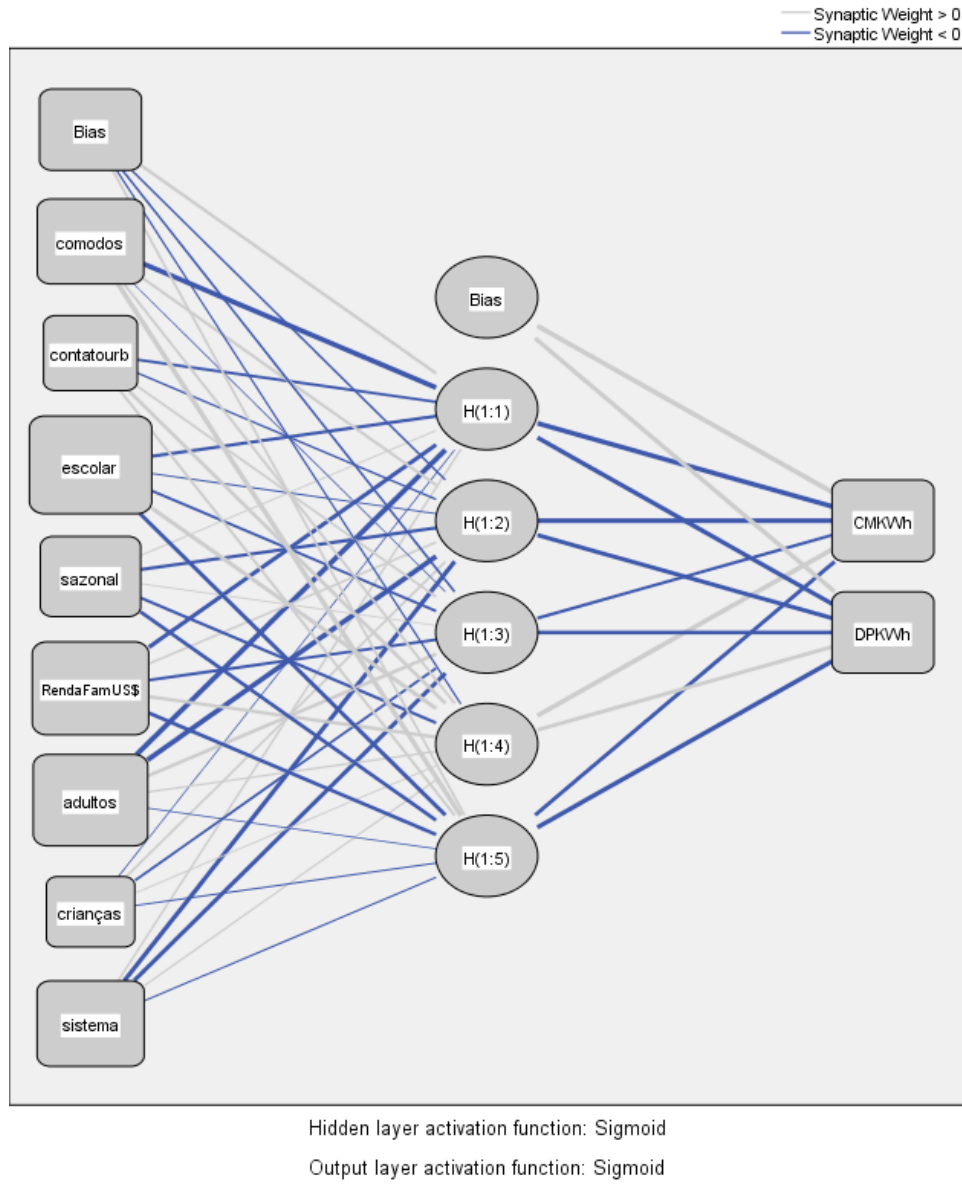 Synaptic Weight > 0
Synaptic Weight < 0
Bias
comodos
contatourb
escolar
sazonal
RendaFamUS$
adultos
crianças
sistema
Bias
H(1:1)
H(1:2)
H(1:3)
H(1:4)
H(1:5)
CMKWh
DPKWh
Hidden layer activation function: Sigmoid
Output layer activation function: Sigmoid